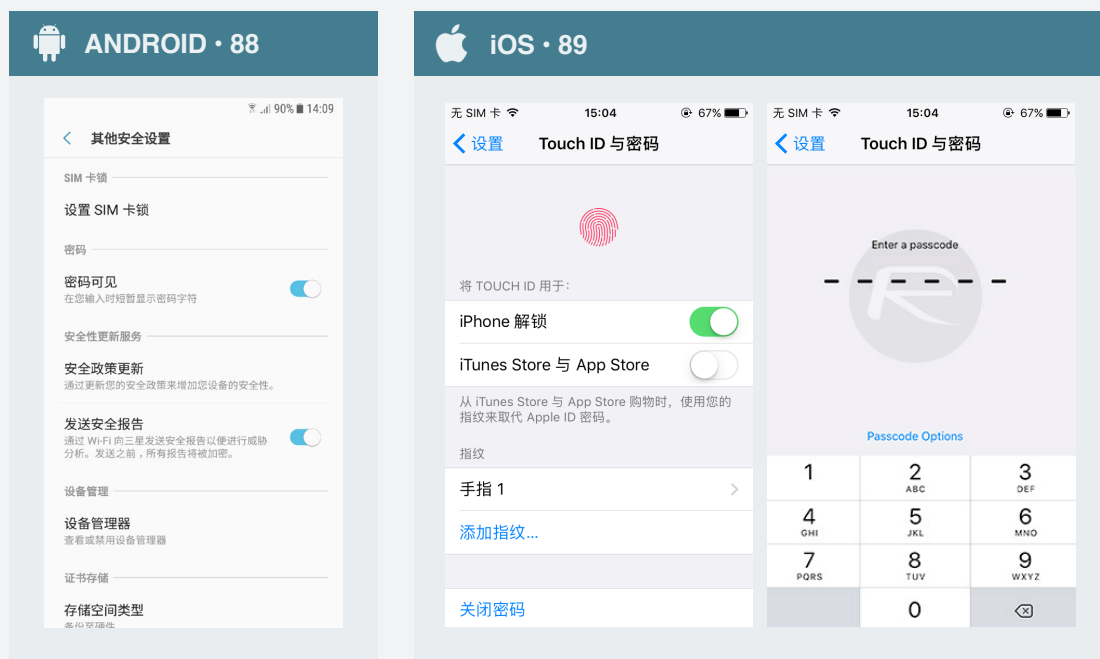 ANDROID • 88
90% 14:09
其他安全设置
SIM 卡锁
设置 SIM 卡锁
密码
密码可见
在您输入时短暂显示密码字符
安全性更新服务
安全政策更新
通过更新您的安全政策来增加您设备的安全性。
发送安全报告
通过 Wi-Fi 向三星发送安全报告以便进行威胁
分析。发送之前，所有报告将被加密。
设备管理
设备管理器
查看或禁用设备管理器
证书存储
存储空间类型
备份至硬件
iOS • 89
无 SIM 卡 15:04 67%
设置 Touch ID 与密码
将 TOUCH ID 用于:
iPhone 解锁
iTunes Store 与 App Store
从 iTunes Store 与 App Store 购物时，使用您的
指纹来取代 Apple ID 密码。
指纹
手指 1
添加指纹...
关闭密码
无 SIM 卡 15:04 67%
设置 Touch ID 与密码
Enter a passcode
Passcode Options
1 2 3
ABC DEF
4 5 6
GHI JKL MNO
7 8 9
PQRS TUV WXYZ
0